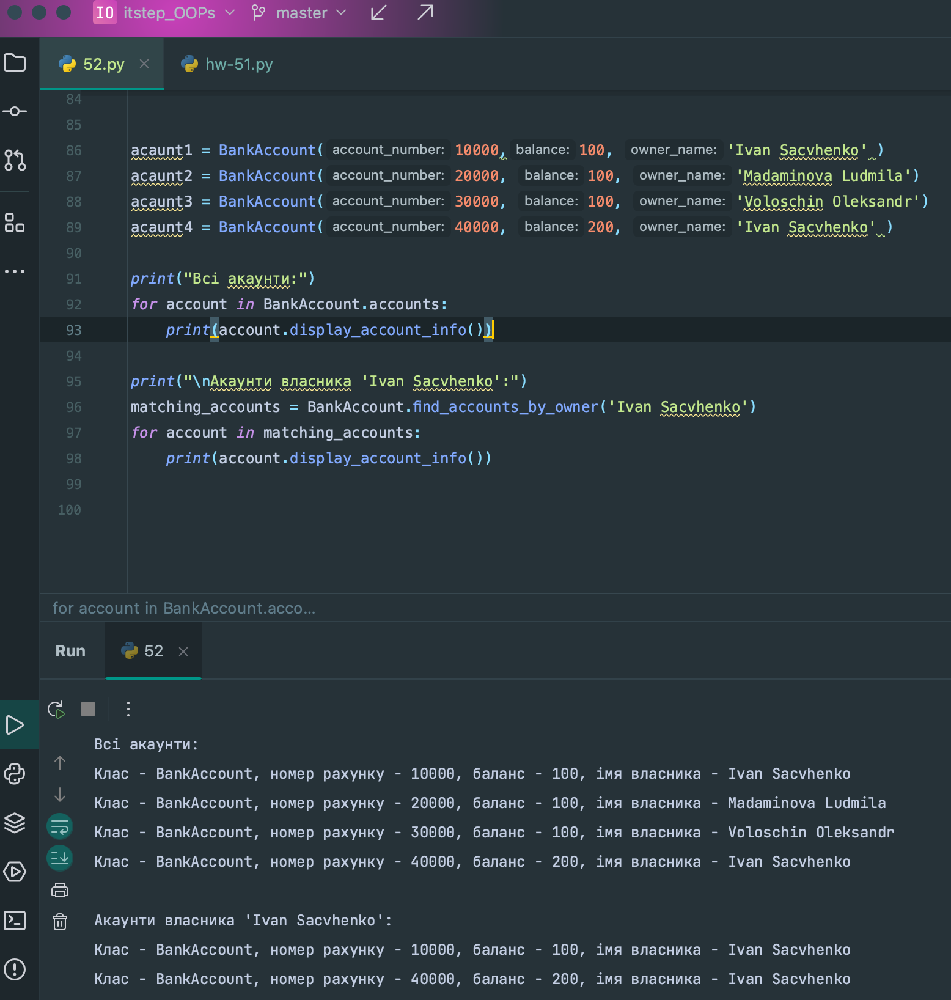 IO itstep_OOPs master
52.py hw-51.py
84
85
86 acaunt1 = BankAccount( account_number: 10000, balance: 100, owner_name: 'Ivan Sacvhenko' )
87 acaunt2 = BankAccount( account_number: 20000, balance: 100, owner_name: 'Madaminova Ludmila')
88 acaunt3 = BankAccount( account_number: 30000, balance: 100, owner_name: 'Voloschin Oleksandr')
89 acaunt4 = BankAccount( account_number: 40000, balance: 200, owner_name: 'Ivan Sacvhenko' )
90
91 print("Всі акаунти:")
92 for account in BankAccount.accounts:
93     print(account.display_account_info())
94
95 print("\nАкаунти власника 'Ivan Sacvhenko':")
96 matching_accounts = BankAccount.find_accounts_by_owner('Ivan Sacvhenko')
97 for account in matching_accounts:
98     print(account.display_account_info())
99
100
for account in BankAccount.acco...
Run 52
Всі акаунти:
Клас - BankAccount, номер рахунку - 10000, баланс - 100, імя власника - Ivan Sacvhenko
Клас - BankAccount, номер рахунку - 20000, баланс - 100, імя власника - Madaminova Ludmila
Клас - BankAccount, номер рахунку - 30000, баланс - 100, імя власника - Voloschin Oleksandr
Клас - BankAccount, номер рахунку - 40000, баланс - 200, імя власника - Ivan Sacvhenko
Акаунти власника 'Ivan Sacvhenko':
Клас - BankAccount, номер рахунку - 10000, баланс - 100, імя власника - Ivan Sacvhenko
Клас - BankAccount, номер рахунку - 40000, баланс - 200, імя власника - Ivan Sacvhenko